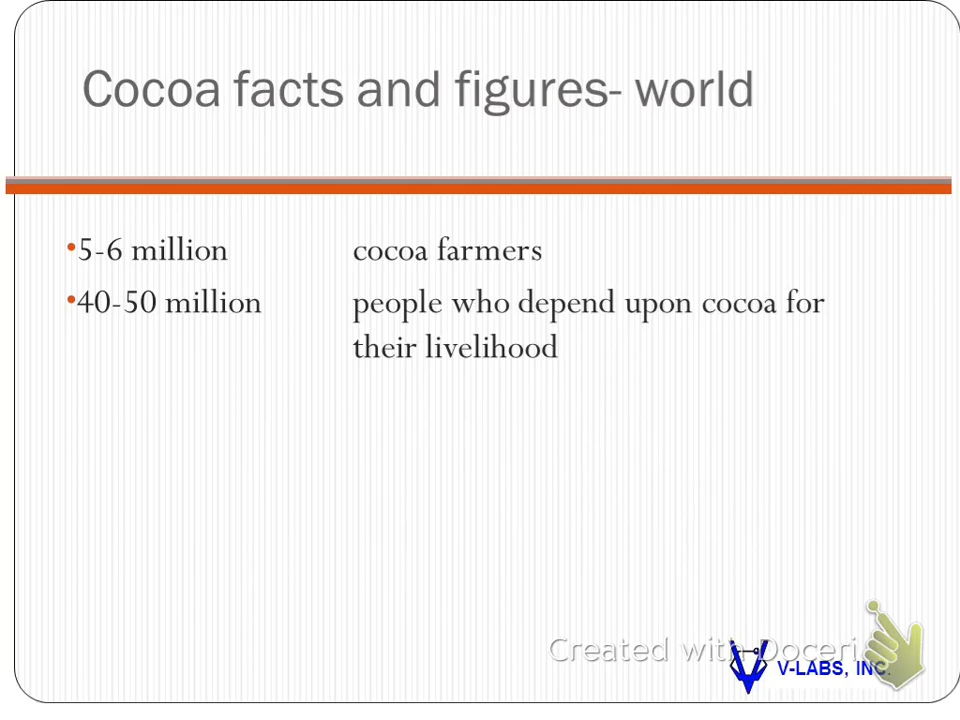 Cocoa facts and figures- world
•5-6 million cocoa farmers
•40-50 million people who depend upon cocoa for
their livelihood
Created with Doceri
V-LABS, INC.